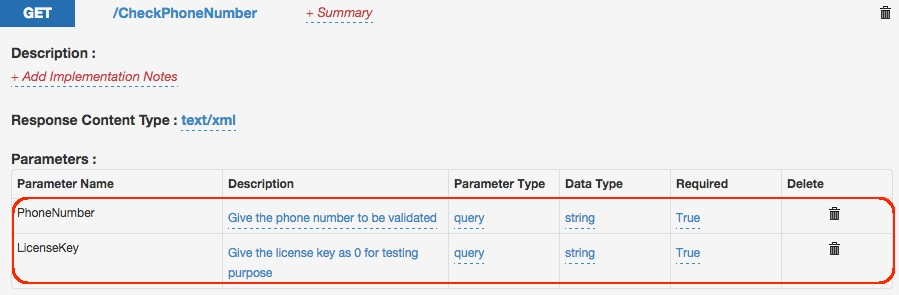 GET /CheckPhoneNumber + Summary
Description :
+ Add Implementation Notes
Response Content Type : text/xml
Parameters :
Parameter Name Description Parameter Type Data Type Required Delete
PhoneNumber Give the phone number to be validated query string True
LicenseKey Give the license key as 0 for testing query string True
purpose